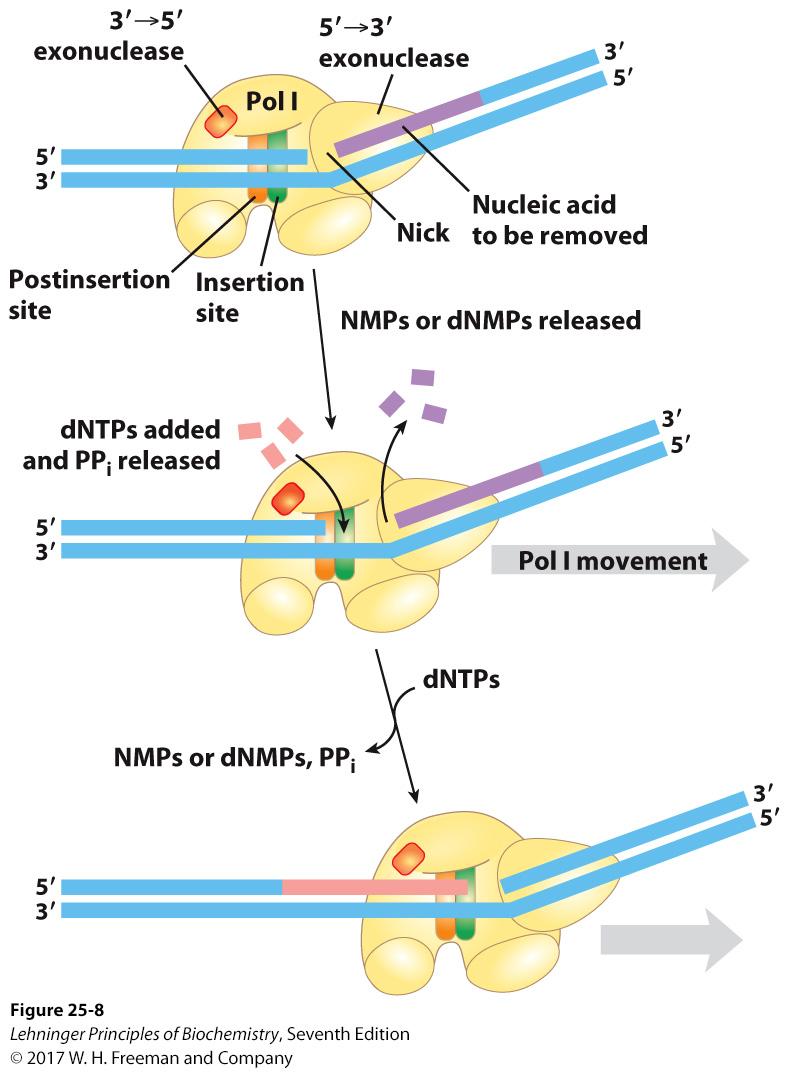 3′→5′
exonuclease
5′→3′
exonuclease
3′
5′
Pol I
5′
3′
Nucleic acid
to be removed
Nick
Postinsertion
site
Insertion
site
NMPs or dNMPs released
dNTPs added
and PPi released
3′
5′
5′
3′
Pol I movement
dNTPs
NMPs or dNMPs, PPi
3′
5′
5′
3′
Figure 25-8
Lehninger Principles of Biochemistry, Seventh Edition
© 2017 W. H. Freeman and Company